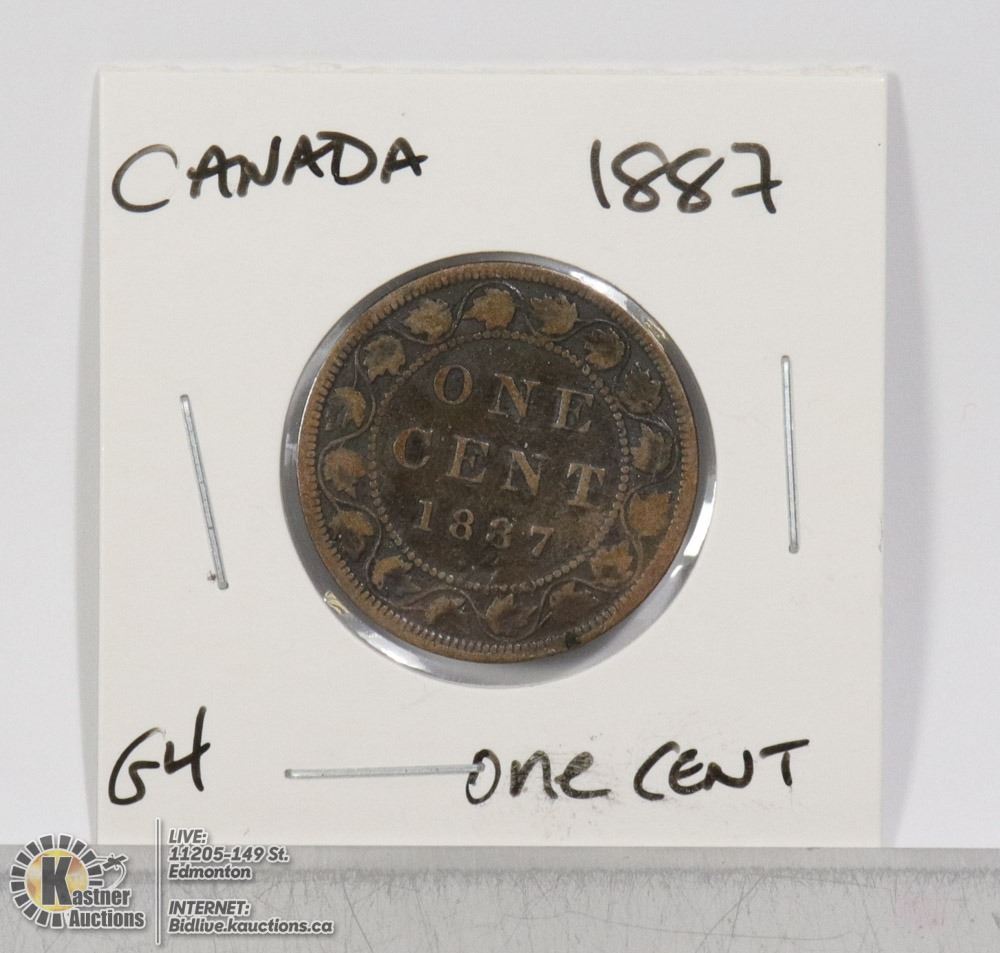 CANADA 1887
ONE
CENT
1887
G4 One CENT
Kastner
Auctions
LIVE:
11205-149 St.
Edmonton
INTERNET:
Bidlive.kauctions.ca